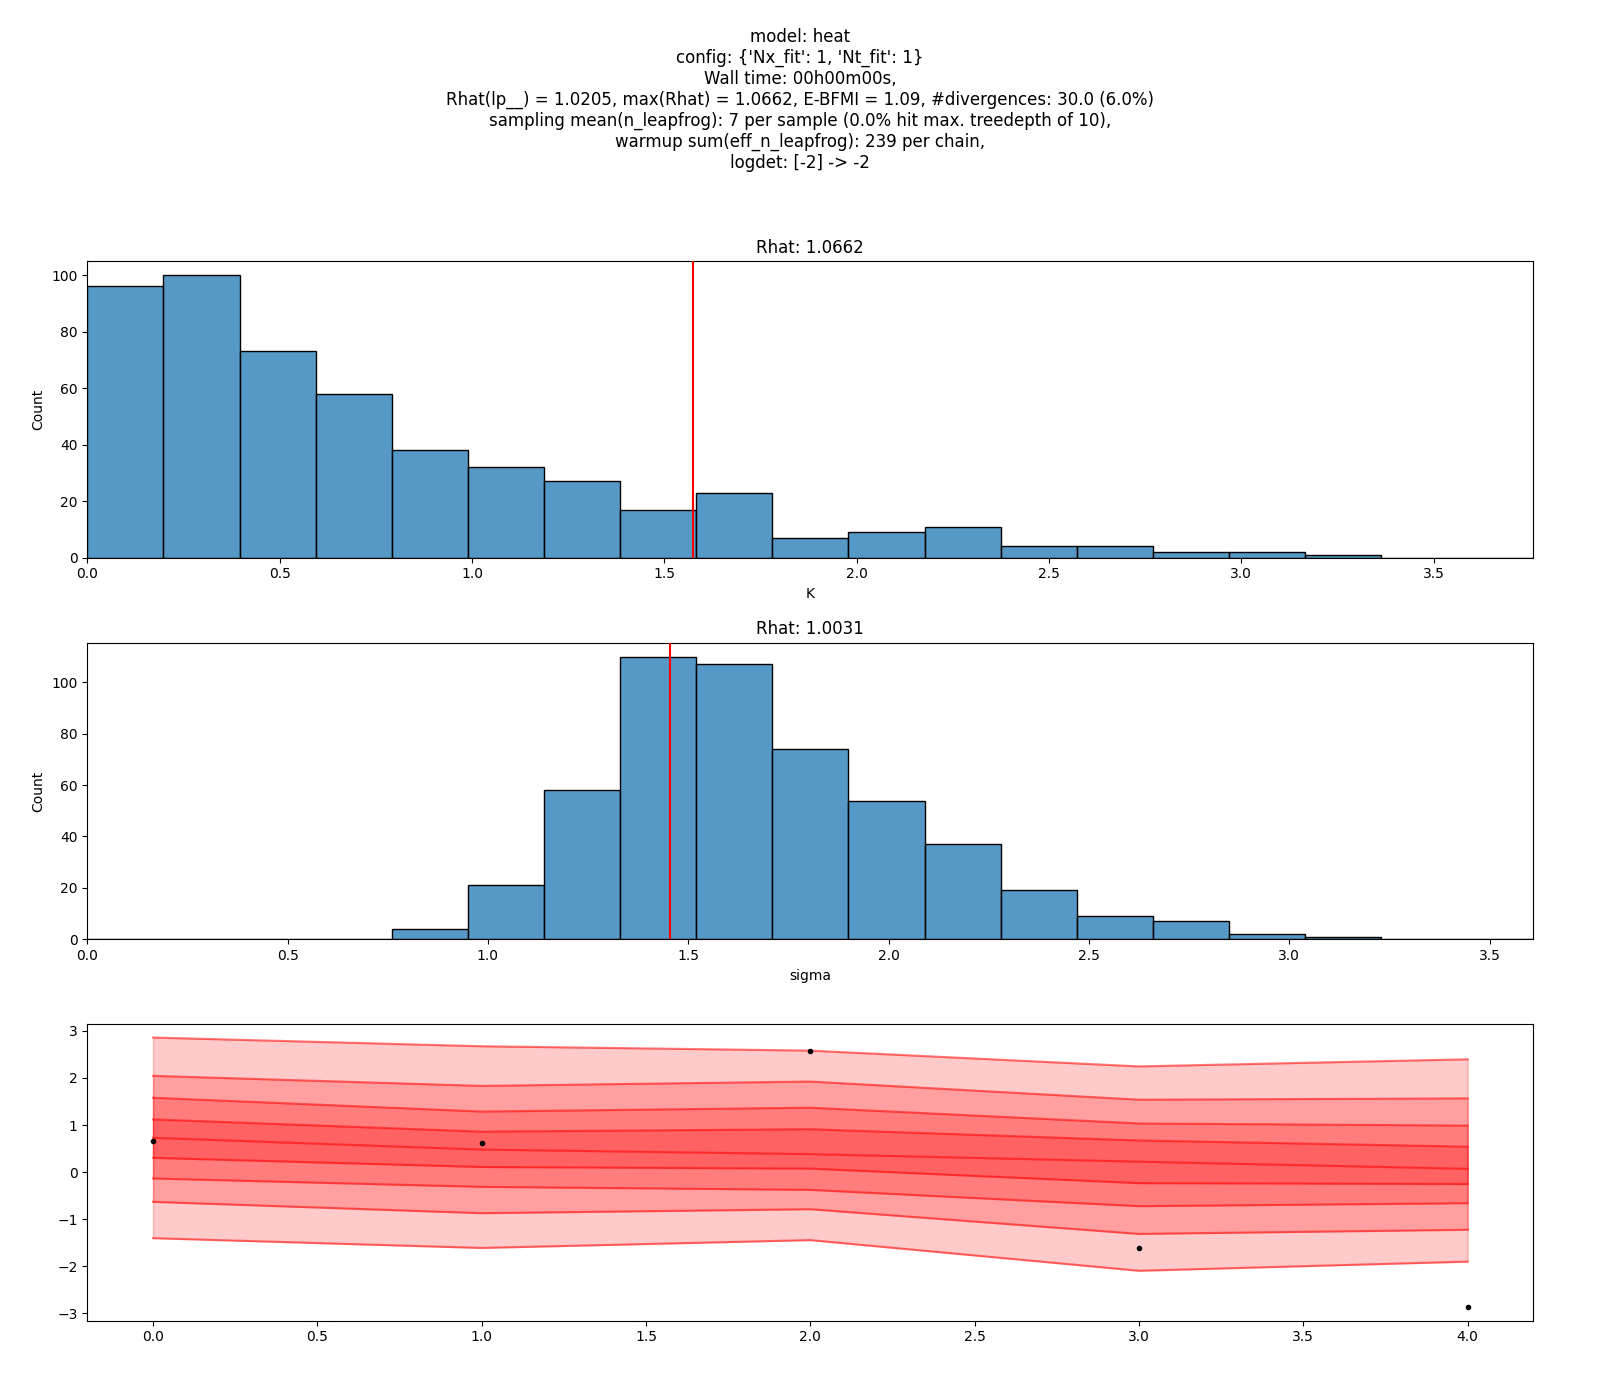 model: heat
config: {'Nx_fit': 1, 'Nt_fit': 1}
Wall time: 00h00m00s,
Rhat(lp__) = 1.0205, max(Rhat) = 1.0662, E-BFMI = 1.09, #divergences: 30.0 (6.0%)
sampling mean(n_leapfrog): 7 per sample (0.0% hit max. treedepth of 10),
warmup sum(eff_n_leapfrog): 239 per chain,
logdet: [-2] -> -2
Rhat: 1.0662
100
80
60
40
20
0
Count
0.0 0.5 1.0 1.5 2.0 2.5 3.0 3.5
K
Rhat: 1.0031
100
80
60
40
20
0
Count
0.0 0.5 1.0 1.5 2.0 2.5 3.0 3.5
sigma
3
2
1
0
−1
−2
−3
0.0 0.5 1.0 1.5 2.0 2.5 3.0 3.5 4.0